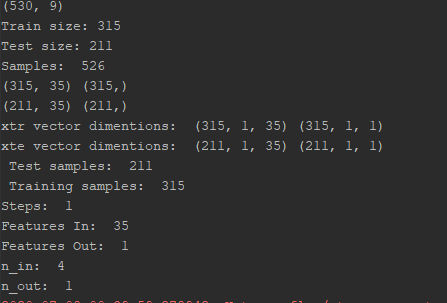 (530, 9)
Train size: 315
Test size: 211
Samples:  526
(315, 35) (315,)
(211, 35) (211,)
xtr vector dimentions:  (315, 1, 35) (315, 1, 1)
xte vector dimentions:  (211, 1, 35) (211, 1, 1)
 Test samples:  211
 Training samples:  315
Steps:  1
Features In:  35
Features Out:  1
n_in:  4
n_out:  1